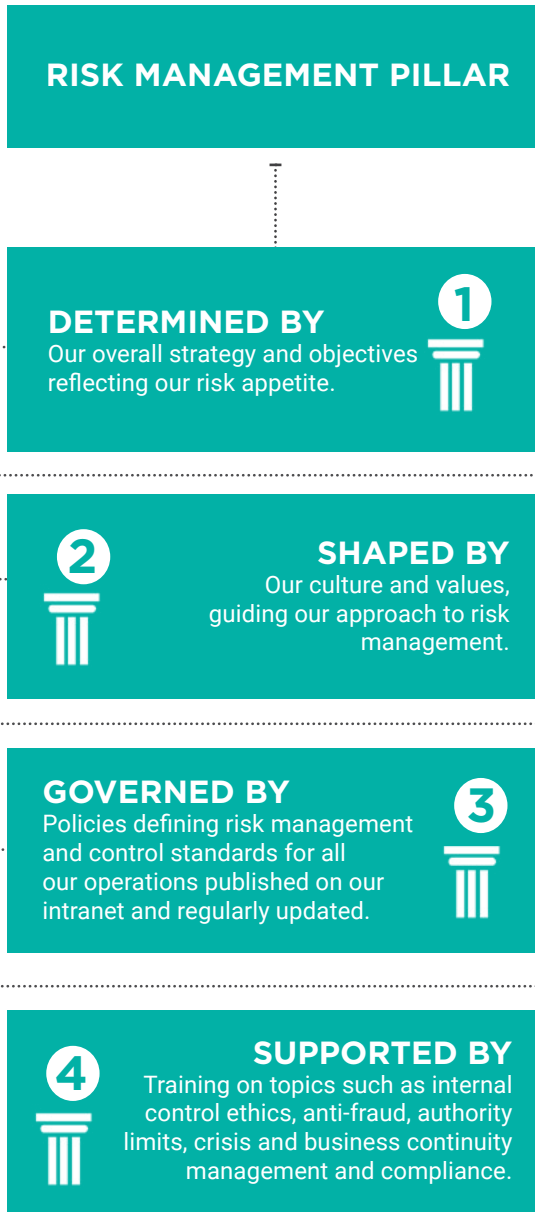 RISK MANAGEMENT PILLAR
1
DETERMINED BY
Our overall strategy and objectives
reflecting our risk appetite.
2
SHAPED BY
Our culture and values,
guiding our approach to risk
management.
GOVERNED BY
3
Policies defining risk management
and control standards for all
our operations published on our
intranet and regularly updated.
4
SUPPORTED BY
Training on topics such as internal
control ethics, anti-fraud, authority
limits, crisis and business continuity
management and compliance.